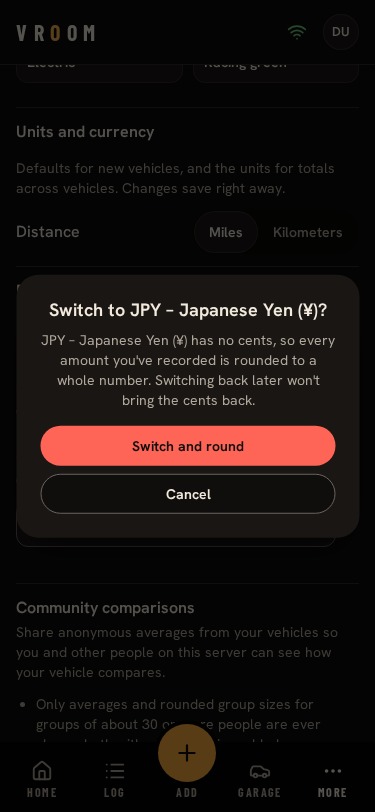 VROOM
DU
Electric
Racing green
Units and currency
Defaults for new vehicles, and the units for totals
across vehicles. Changes save right away.
Distance
Miles
Kilometers
Switch to JPY – Japanese Yen (¥)?
JPY – Japanese Yen (¥) has no cents, so every
amount you've recorded is rounded to a
whole number. Switching back later won't
bring the cents back.
Switch and round
Cancel
Community comparisons
Share anonymous averages from your vehicles so
you and other people on this server can see how
your vehicle compares.
• Only averages and rounded group sizes for
groups of about 30 or more people are ever
HOME
LOG
ADD
GARAGE
MORE